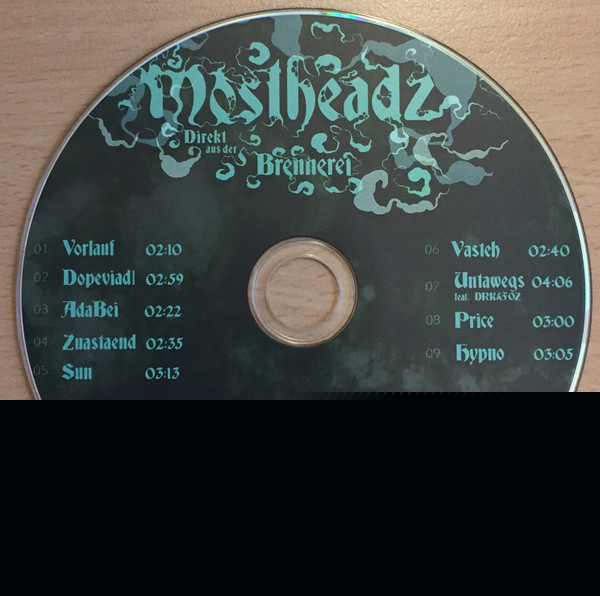 Mostheadz
Direkt
aus der
Brennerei
01 Vorlauf 02:10
02 Dopeviadl 02:59
03 AdaBei 02:22
04 Zuastaend 02:35
05 Sun 03:13
06 Vasteh 02:40
07 Untawegs 04:06
feat. DRK&FÖZ
08 Price 03:00
09 Hypno 03:05